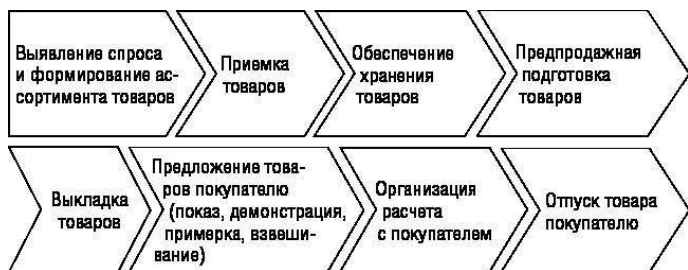 Выявление спроса
и формирование ас-
сортимента товаров
Приемка
товаров
Обеспечение
хранения
товаров
Предпродажная
подготовка
товаров
Выкладка
товаров
Предложение това-
ров покупателю
(показ, демонстрация,
примерка, взвеши-
вание)
Организация
расчета
с покупателем
Отпуск товара
покупателю